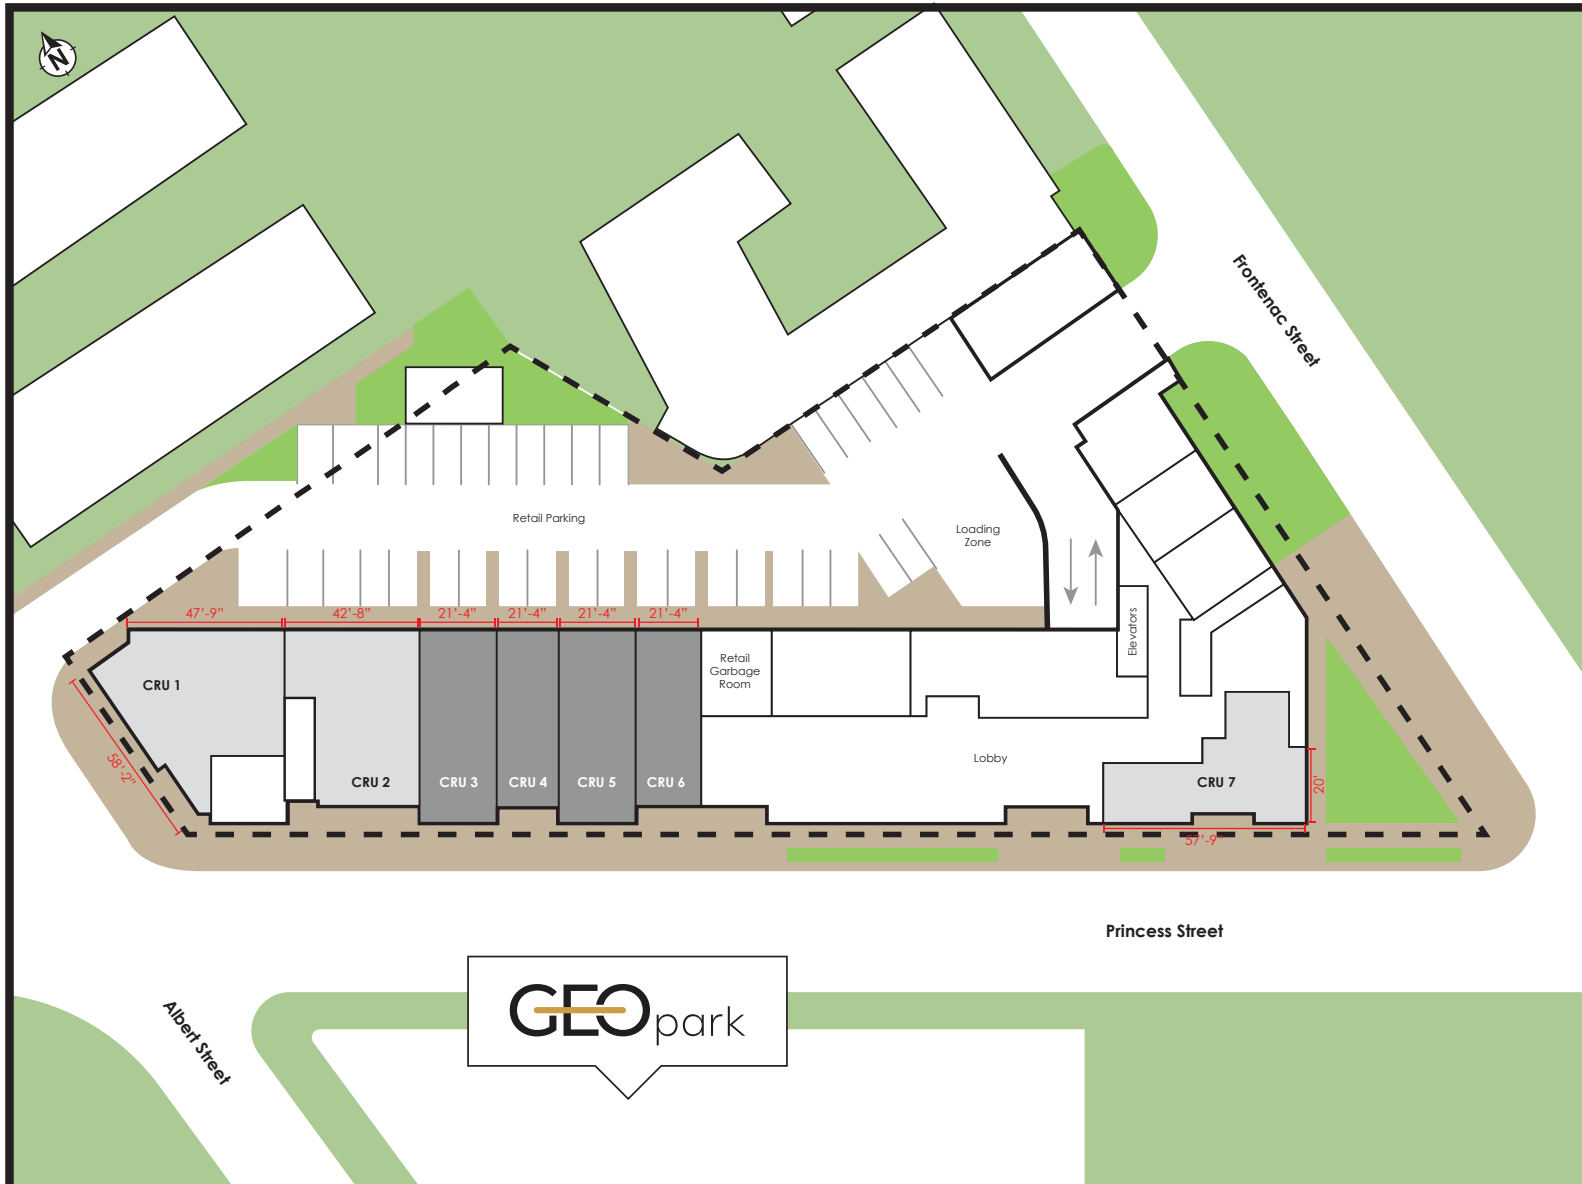 N
Frontenac Street
Retail Parking
Loading
Zone
47'-9"
42'-8"
21'-4"
21'-4"
21'-4"
21'-4"
Elevators
Retail
Garbage
Room
CRU 1
58'-2"
CRU 2
CRU 3
CRU 4
CRU 5
CRU 6
Lobby
CRU 7
20'
57'-9"
Princess Street
Albert Street
GEO park